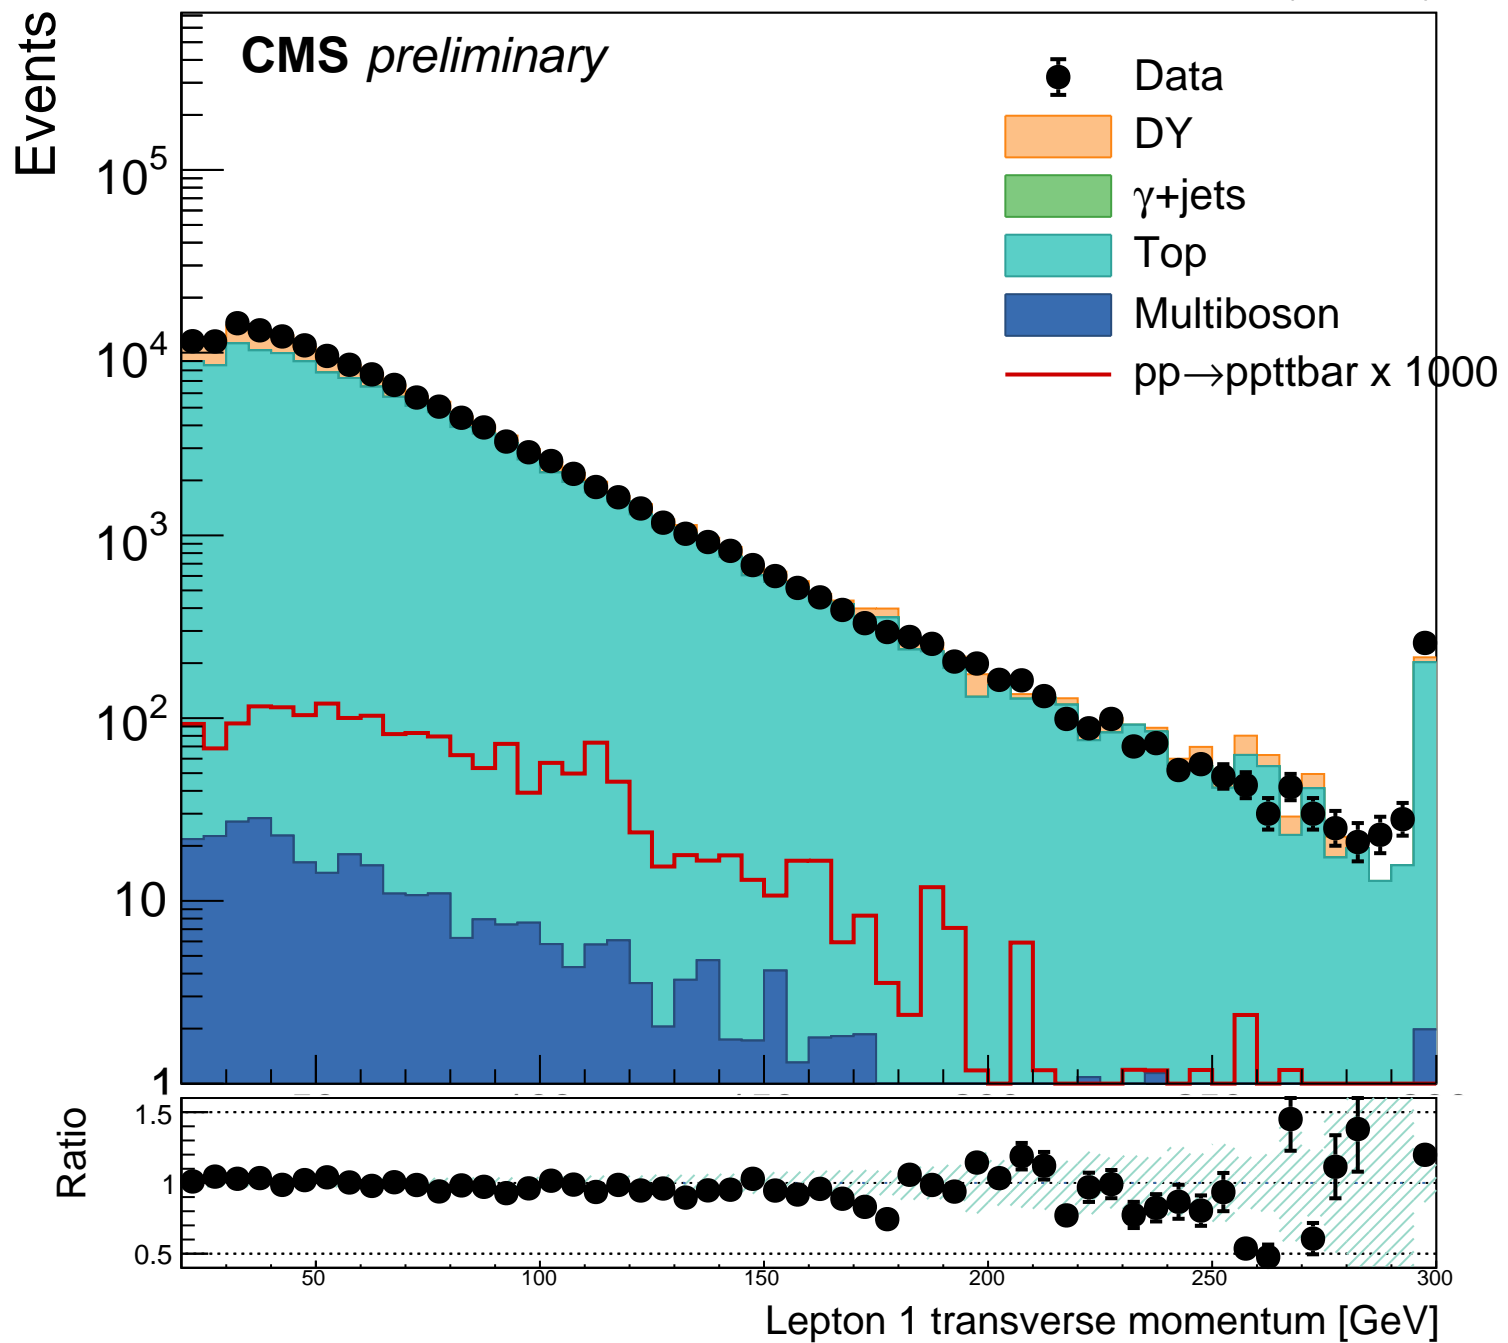 CMS preliminary
Events
Data
DY
γ+jets
Top
Multiboson
pp→ppttbar x 1000
10^5
10^4
10^3
10^2
10
1
Ratio
1.5
1
0.5
50 100 150 200 250 300
Lepton 1 transverse momentum [GeV]